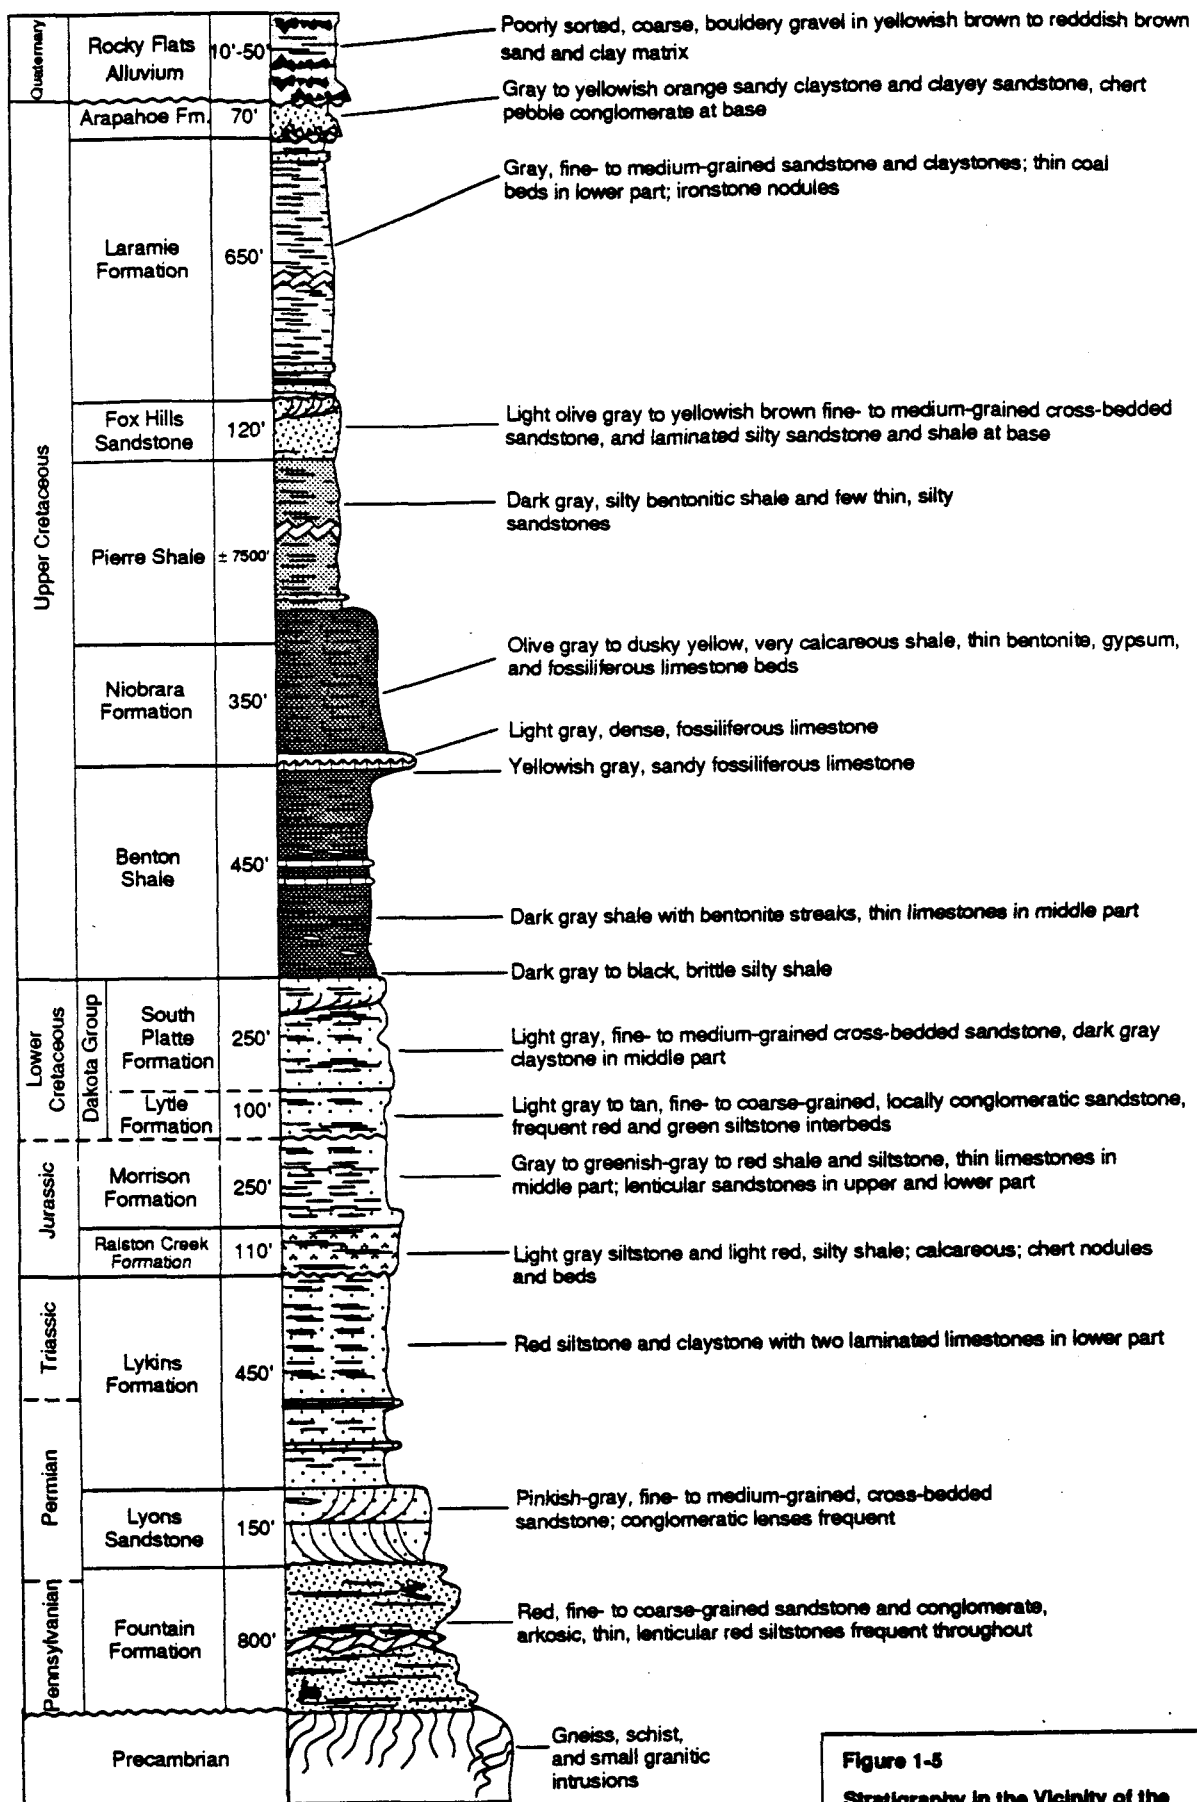 Quaternary
Rocky Flats
Alluvium
10'-50'
Poorly sorted, coarse, bouldery gravel in yellowish brown to redddish brown
sand and clay matrix
Upper Cretaceous
Arapahoe Fm.
70'
Gray to yellowish orange sandy claystone and clayey sandstone, chert
pebble conglomerate at base
Laramie
Formation
650'
Gray, fine- to medium-grained sandstone and claystones; thin coal
beds in lower part; ironstone nodules
Fox Hills
Sandstone
120'
Light olive gray to yellowish brown fine- to medium-grained cross-bedded
sandstone, and laminated silty sandstone and shale at base
Pierre Shale
± 7500'
Dark gray, silty bentonitic shale and few thin, silty
sandstones
Niobrara
Formation
350'
Olive gray to dusky yellow, very calcareous shale, thin bentonite, gypsum,
and fossiliferous limestone beds
Light gray, dense, fossiliferous limestone
Yellowish gray, sandy fossiliferous limestone
Benton
Shale
450'
Dark gray shale with bentonite streaks, thin limestones in middle part
Dark gray to black, brittle silty shale
Lower
Cretaceous
Dakota Group
South
Platte
Formation
250'
Light gray, fine- to medium-grained cross-bedded sandstone, dark gray
claystone in middle part
Lytle
Formation
100'
Light gray to tan, fine- to coarse-grained, locally conglomeratic sandstone,
frequent red and green siltstone interbeds
Jurassic
Morrison
Formation
250'
Gray to greenish-gray to red shale and siltstone, thin limestones in
middle part; lenticular sandstones in upper and lower part
Ralston Creek
Formation
110'
Light gray siltstone and light red, silty shale; calcareous; chert nodules
and beds
Triassic
Lykins
Formation
450'
Red siltstone and claystone with two laminated limestones in lower part
Permian
Lyons
Sandstone
150'
Pinkish-gray, fine- to medium-grained, cross-bedded
sandstone; conglomeratic lenses frequent
Pennsylvanian
Fountain
Formation
800'
Red, fine- to coarse-grained sandstone and conglomerate,
arkosic, thin, lenticular red siltstones frequent throughout
Precambrian
Gneiss, schist,
and small granitic
intrusions
Figure 1-5
Stratigraphy in the Vicinity of the